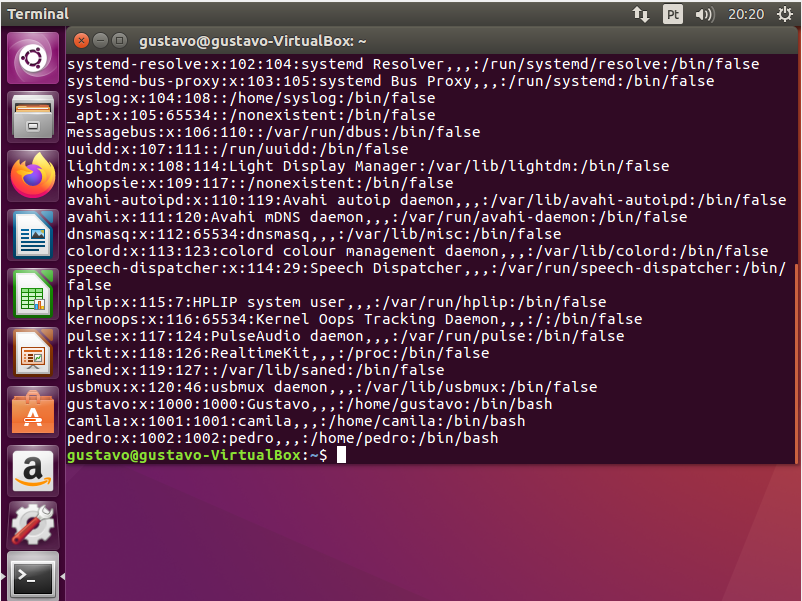 Terminal
Pt
20:20
gustavo@gustavo-VirtualBox: ~
systemd-resolve:x:102:104:systemd Resolver,,,:/run/systemd/resolve:/bin/false
systemd-bus-proxy:x:103:105:systemd Bus Proxy,,,:/run/systemd:/bin/false
syslog:x:104:108::/home/syslog:/bin/false
_apt:x:105:65534::/nonexistent:/bin/false
messagebus:x:106:110::/var/run/dbus:/bin/false
uuidd:x:107:111::/run/uuidd:/bin/false
lightdm:x:108:114:Light Display Manager:/var/lib/lightdm:/bin/false
whoopsie:x:109:117::/nonexistent:/bin/false
avahi-autoipd:x:110:119:Avahi autoip daemon,,,:/var/lib/avahi-autoipd:/bin/false
avahi:x:111:120:Avahi mDNS daemon,,,:/var/run/avahi-daemon:/bin/false
dnsmasq:x:112:65534:dnsmasq,,,:/var/lib/misc:/bin/false
colord:x:113:123:colord colour management daemon,,,:/var/lib/colord:/bin/false
speech-dispatcher:x:114:29:Speech Dispatcher,,,:/var/run/speech-dispatcher:/bin/
false
hplip:x:115:7:HPLIP system user,,,:/var/run/hplip:/bin/false
kernoops:x:116:65534:Kernel Oops Tracking Daemon,,,:/:/bin/false
pulse:x:117:124:PulseAudio daemon,,,:/var/run/pulse:/bin/false
rtkit:x:118:126:RealtimeKit,,,:/proc:/bin/false
saned:x:119:127::/var/lib/saned:/bin/false
usbmux:x:120:46:usbmux daemon,,,:/var/lib/usbmux:/bin/false
gustavo:x:1000:1000:Gustavo,,,:/home/gustavo:/bin/bash
camila:x:1001:1001:camila,,,:/home/camila:/bin/bash
pedro:x:1002:1002:pedro,,,:/home/pedro:/bin/bash
gustavo@gustavo-VirtualBox:~$